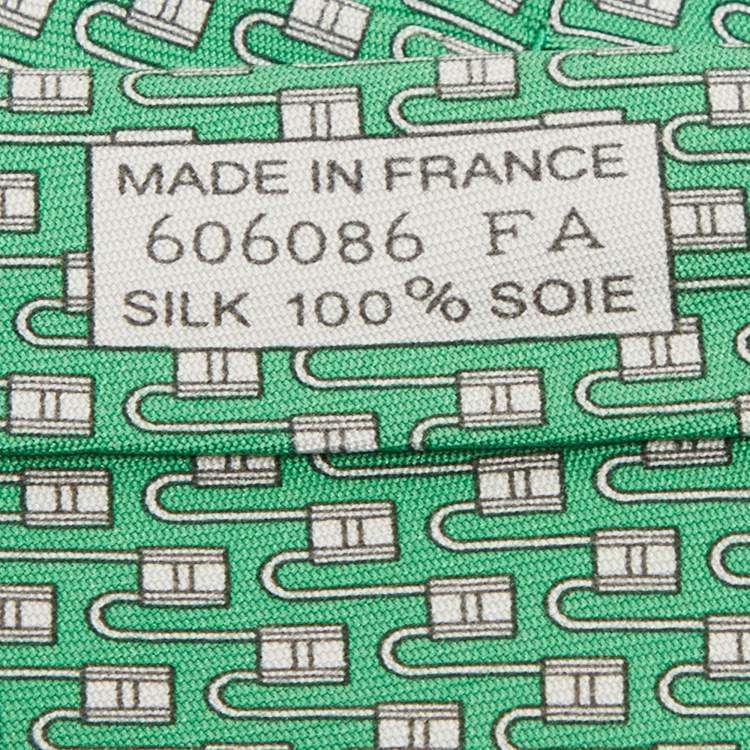 MADE IN FRANCE
606086 FA
SILK 100% SOIE